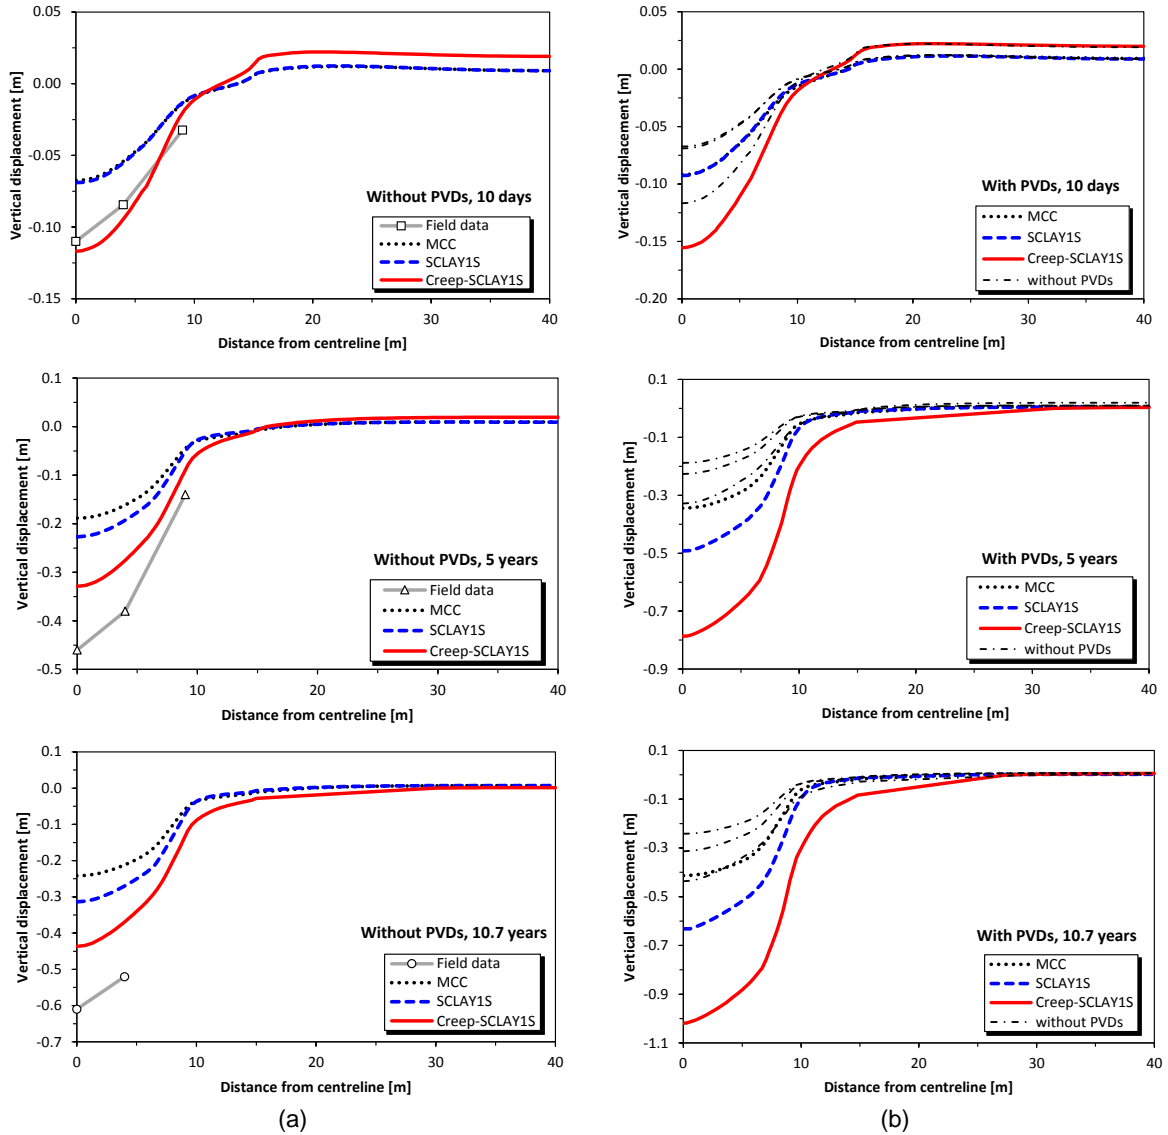 0.05
0.00
-0.05
-0.10
-0.15
Vertical displacement [m]
0
10
20
30
40
Distance from centreline [m]
Without PVDs, 10 days
Field data
MCC
SCLAY1S
Creep-SCLAY1S
0.05
0.00
-0.05
-0.10
-0.15
-0.20
Vertical displacement [m]
0
10
20
30
40
Distance from centreline [m]
With PVDs, 10 days
MCC
SCLAY1S
Creep-SCLAY1S
without PVDs
0.1
0.0
-0.1
-0.2
-0.3
-0.4
-0.5
Vertical displacement [m]
0
10
20
30
40
Distance from centreline [m]
Without PVDs, 5 years
Field data
MCC
SCLAY1S
Creep-SCLAY1S
0.1
-0.1
-0.3
-0.5
-0.7
-0.9
Vertical displacement [m]
0
10
20
30
40
Distance from centreline [m]
With PVDs, 5 years
MCC
SCLAY1S
Creep-SCLAY1S
without PVDs
0.1
0.0
-0.1
-0.2
-0.3
-0.4
-0.5
-0.6
-0.7
Vertical displacement [m]
0
10
20
30
40
Distance from centreline [m]
Without PVDs, 10.7 years
Field data
MCC
SCLAY1S
Creep-SCLAY1S
0.1
-0.1
-0.3
-0.5
-0.7
-0.9
-1.1
Vertical displacement [m]
0
10
20
30
40
Distance from centreline [m]
With PVDs, 10.7 years
MCC
SCLAY1S
Creep-SCLAY1S
without PVDs
(a)
(b)